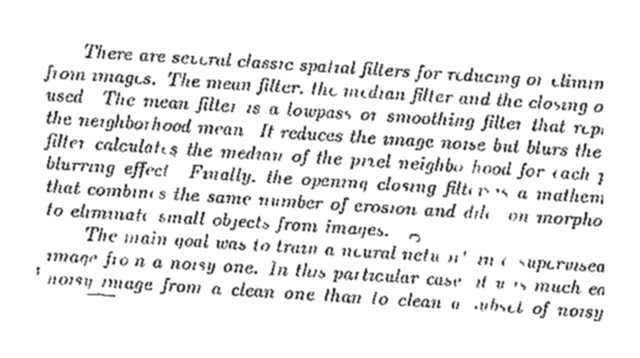 There are several classic spatial filters for reducing or elimin
from images. The mean filter, the median filter and the closing o
used The mean filter is a lowpass or smoothing filter that repl
the neighborhood mean It reduces the image noise but blurs the
filter calculates the median of the pixel neighbo hood for each p
blurring effect Finally, the opening closing filter is a mathem
that combines the same number of erosion and dila on morpho
to eliminate small objects from images.
The main goal was to train a neural netw in a supervised
image from a noisy one. In this particular case it is much ea
noisy image from a clean one than to clean a subset of noisy